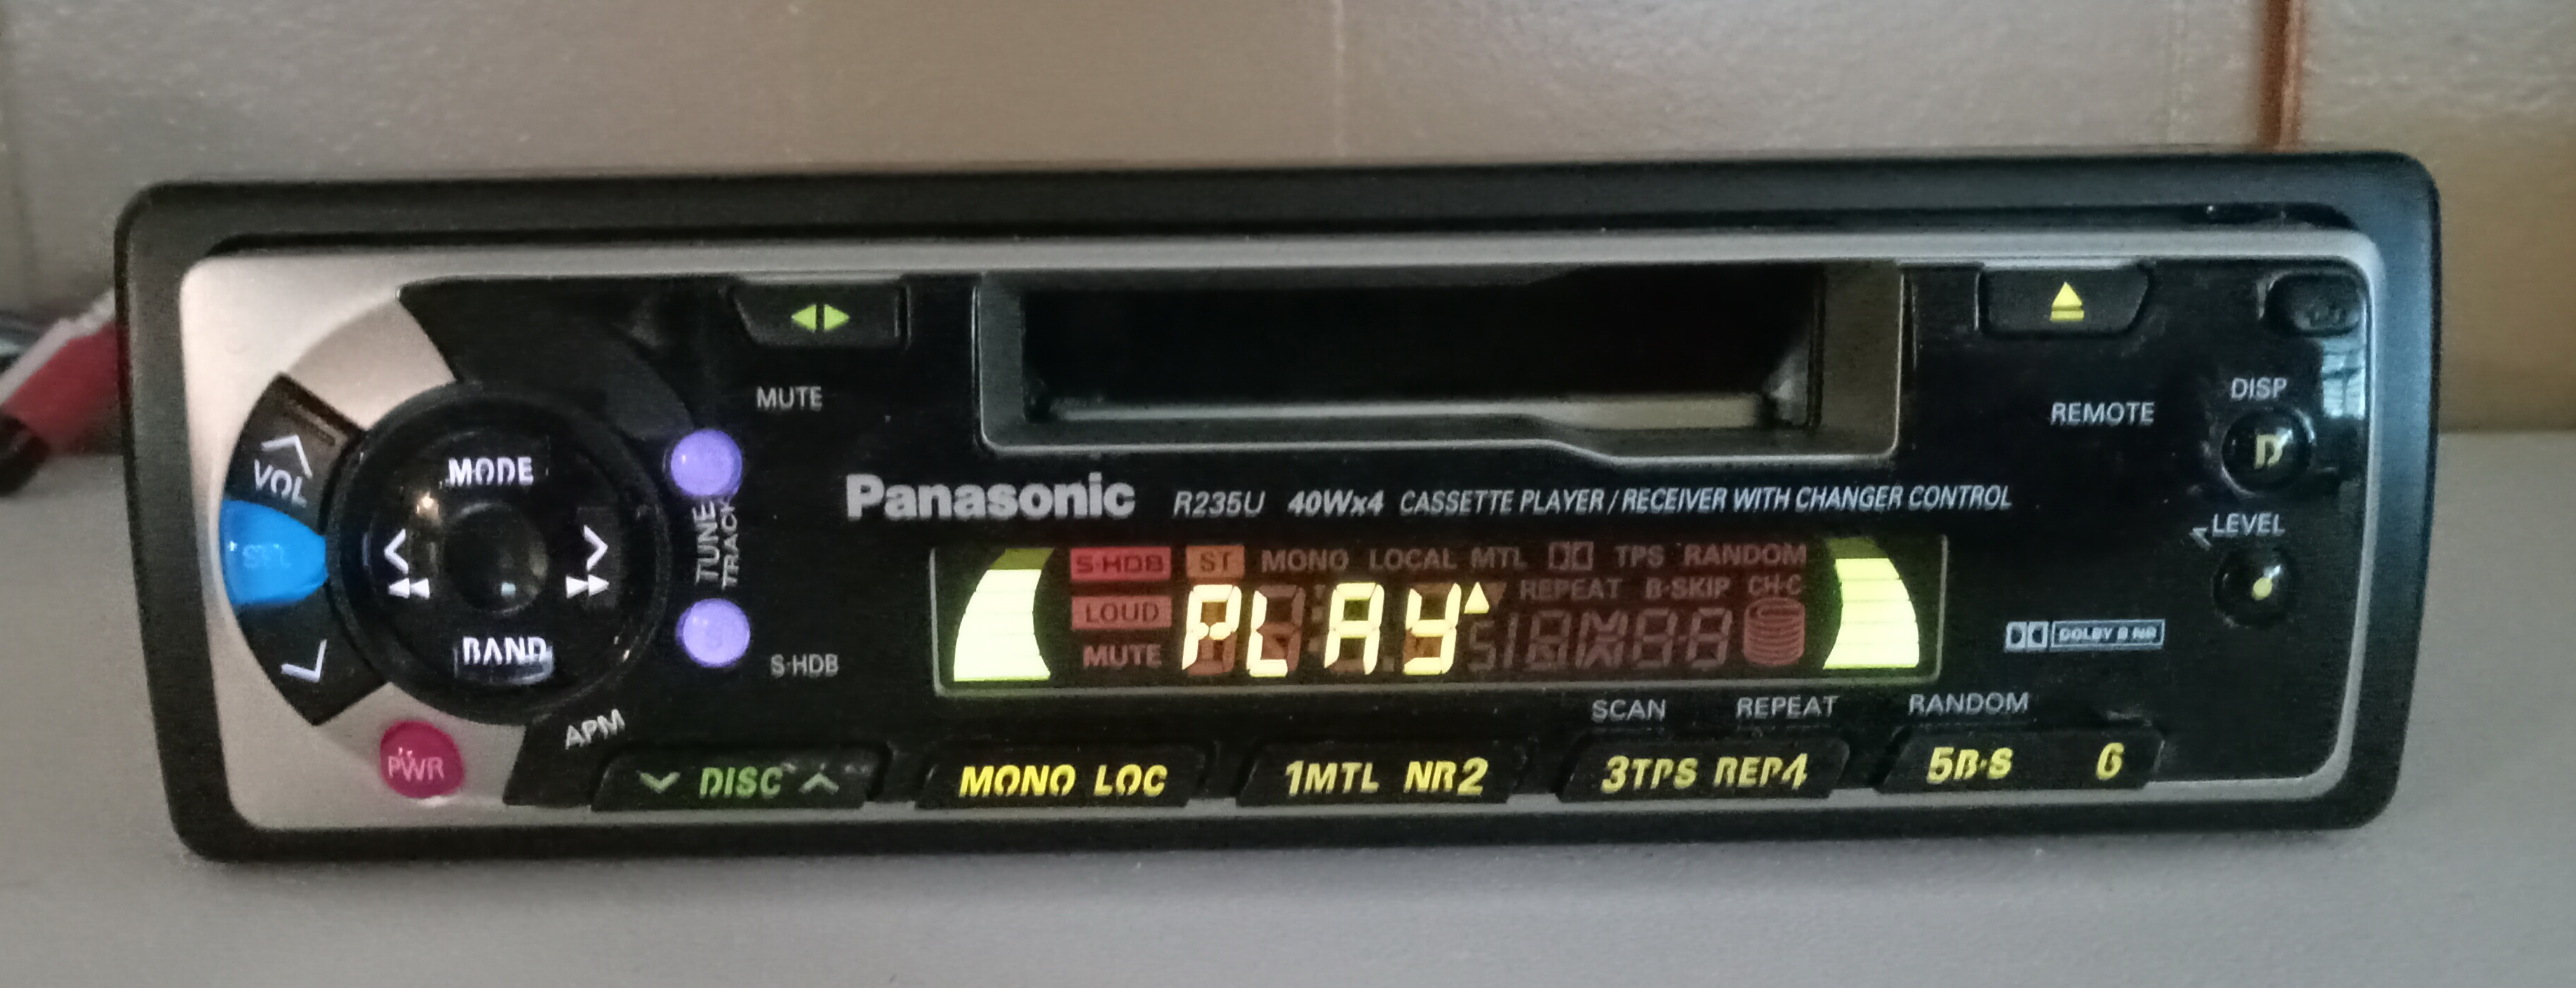 MUTE
DISP
REMOTE
D
VOL
MODE
Panasonic R235U 40Wx4 CASSETTE PLAYER / RECEIVER WITH CHANGER CONTROL
SEL
TUNE
TRACK
LEVEL
S·HDB ST MONO LOCAL MTL TPS RANDOM
REPEAT B·SKIP CH·C
LOUD
PLAY
MUTE
BAND
S·HDB
DOLBY B NR
SCAN REPEAT RANDOM
APM
PWR
DISC MONO LOC 1MTL NR2 3TPS REP4 5B·S 6